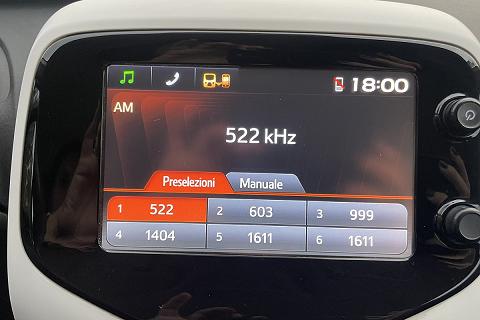 18:00
AM
522 kHz
Preselezioni Manuale
1 522 2 603 3 999
4 1404 5 1611 6 1611